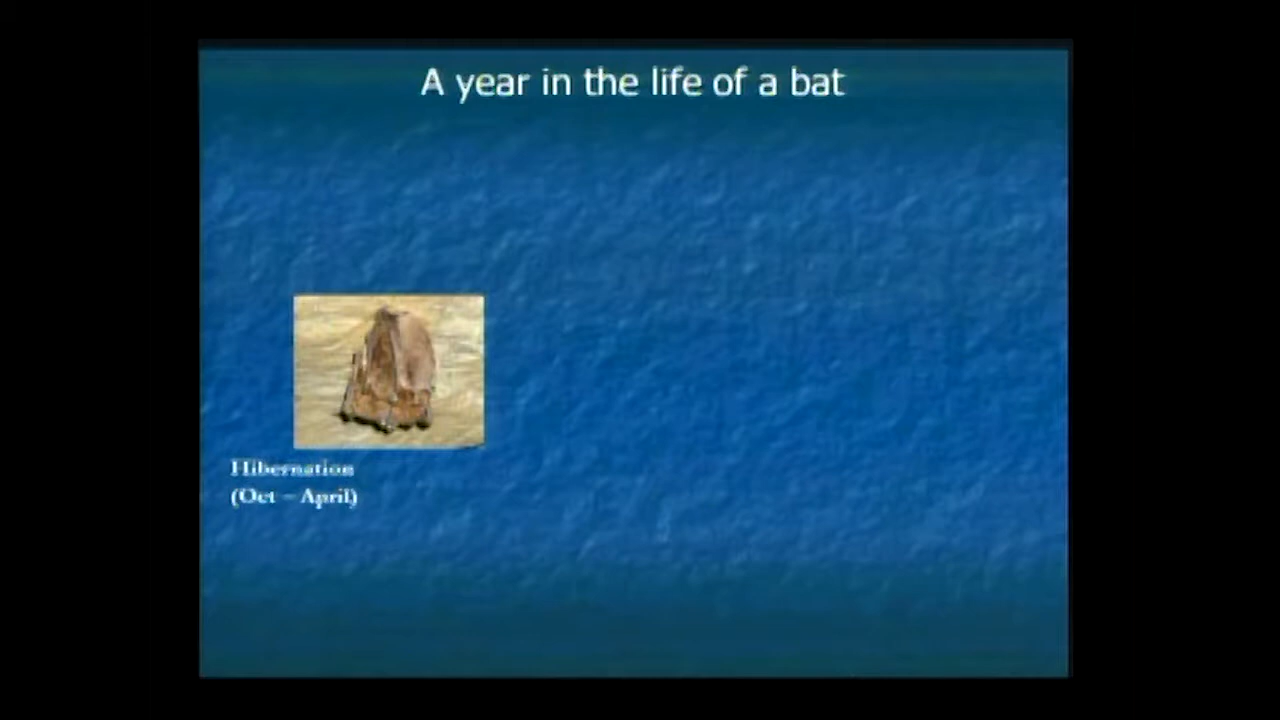 A year in the life of a bat
Hibernation
(Oct – April)